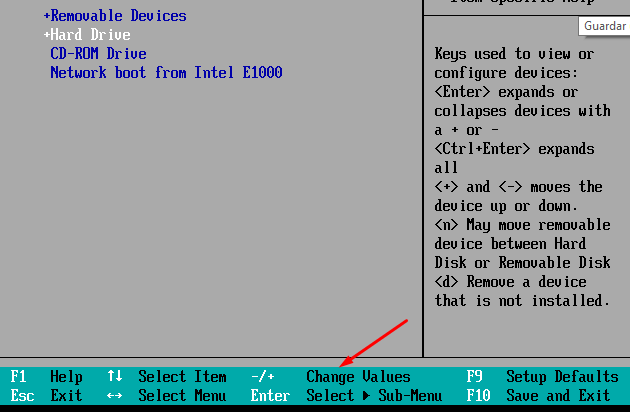 Item Specific Help
Guardar
+Removable Devices
+Hard Drive
CD-ROM Drive
Network boot from Intel E1000
Keys used to view or
configure devices:
<Enter> expands or
collapses devices with
a + or -
<Ctrl+Enter> expands
all
<+> and <-> moves the
device up or down.
<n> May move removable
device between Hard
Disk or Removable Disk
<d> Remove a device
that is not installed.
F1 Help ↑↓ Select Item -/+ Change Values F9 Setup Defaults
Esc Exit ↔ Select Menu Enter Select ▶ Sub-Menu F10 Save and Exit